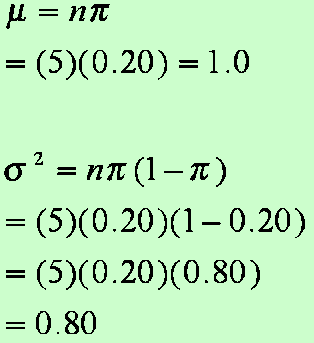 μ = nπ
= (5)(0.20) = 1.0
σ² = nπ(1 – π)
= (5)(0.20)(1 – 0.20)
= (5)(0.20)(0.80)
= 0.80